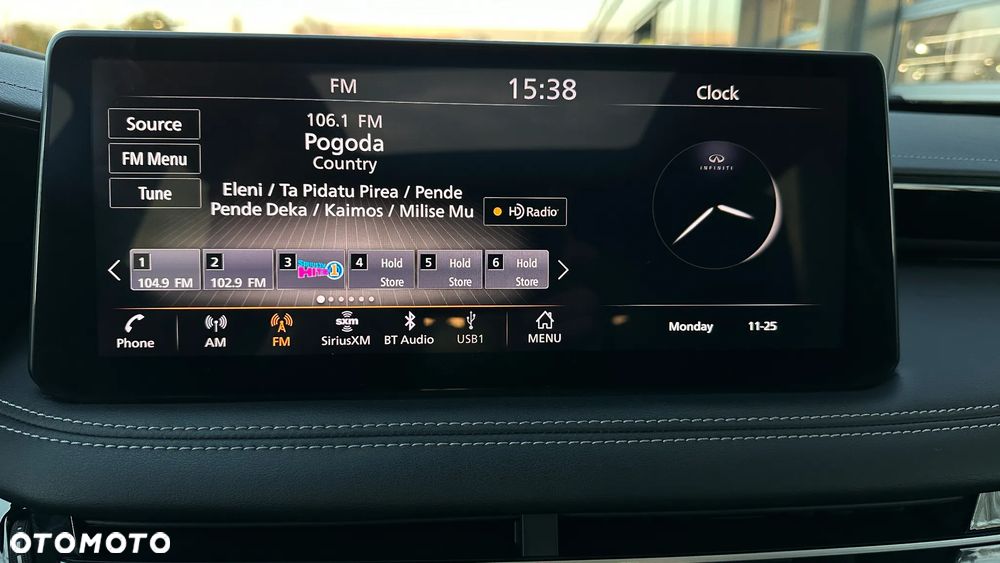 FM
15:38
Clock
Source
FM Menu
Tune
106.1 FM
Pogoda
Country
Eleni / Ta Pidatu Pirea / Pende
Pende Deka / Kaimos / Milise Mu
HD Radio
INFINITI
1
104.9 FM
2
102.9 FM
3
Hits 1
4 Hold
Store
5 Hold
Store
6 Hold
Store
Phone
AM
FM
sxm
SiriusXM
BT Audio
USB1
MENU
Monday 11-25
OTOMOTO